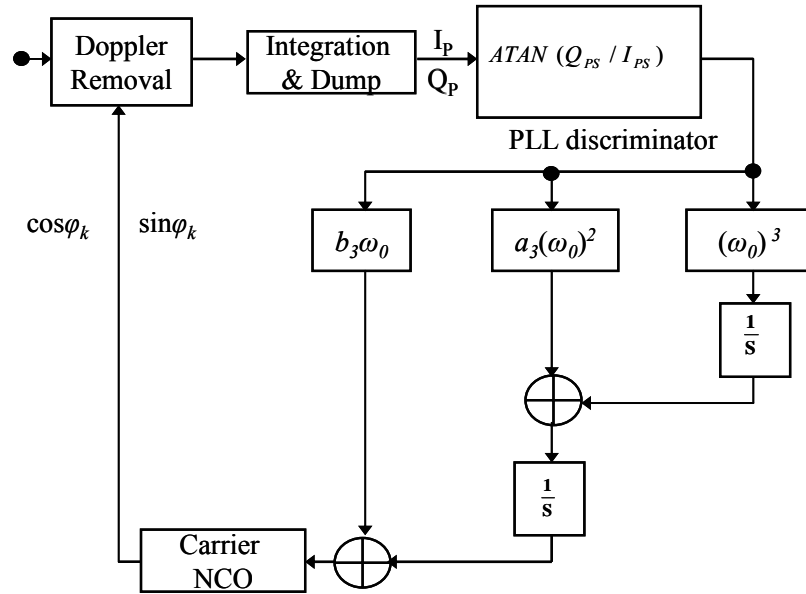 Doppler
Removal
Integration
& Dump
I_P
Q_P
ATAN (Q_PS / I_PS)
PLL discriminator
cosφ_k
sinφ_k
b_3ω_0
a_3(ω_0)^2
(ω_0)^3
1/S
1/S
Carrier
NCO